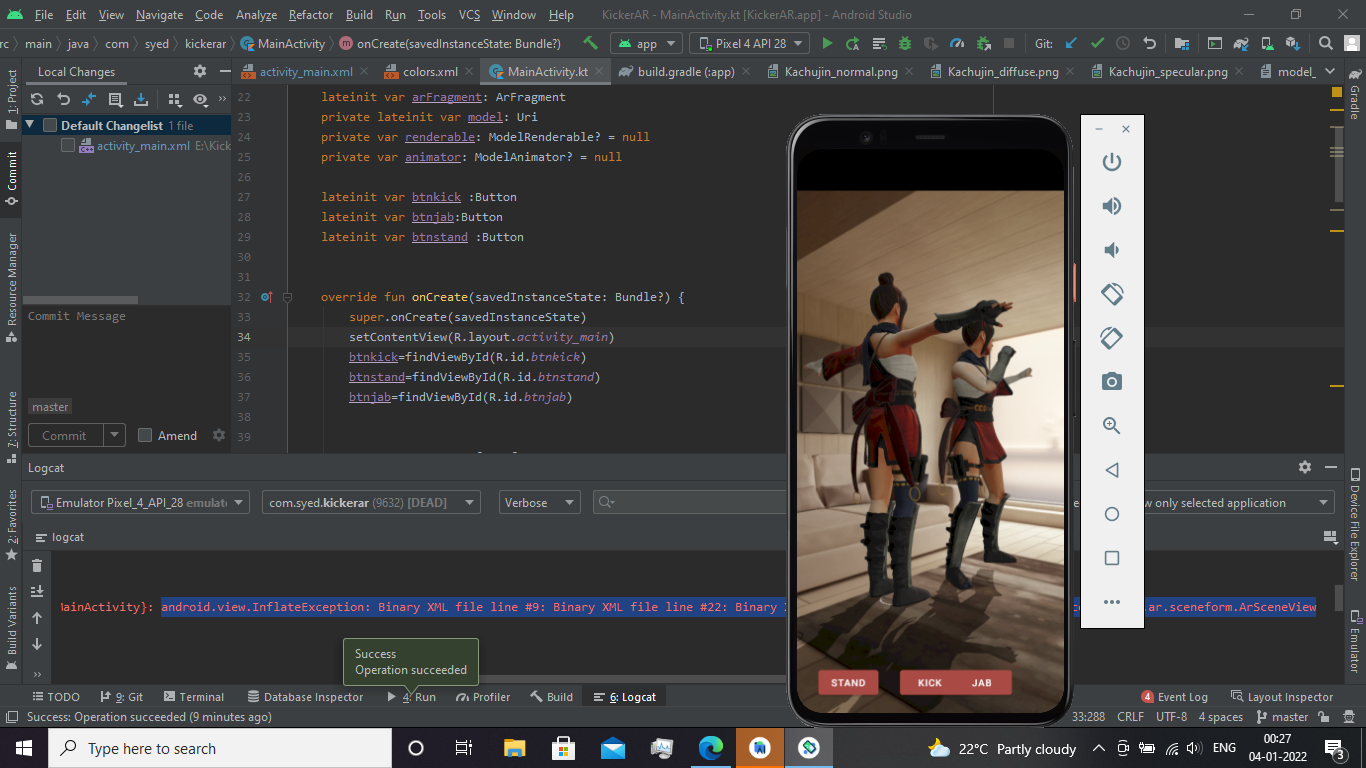 File Edit View Navigate Code Analyze Refactor Build Run Tools VCS Window Help KickerAR - MainActivity.kt [KickerAR.app] - Android Studio
rc main java com syed kickerar MainActivity onCreate(savedInstanceState: Bundle?) app Pixel 4 API 28 Git:
Local Changes activity_main.xml colors.xml MainActivity.kt build.gradle (:app) Kachujin_normal.png Kachujin_diffuse.png Kachujin_specular.png model_
1: Project
Commit
Resource Manager
7: Structure
2: Favorites
Build Variants
Default Changelist 1 file
activity_main.xml E:\Kick
Commit Message
master
Commit Amend
22 lateinit var arFragment: ArFragment
23 private lateinit var model: Uri
24 private var renderable: ModelRenderable? = null
25 private var animator: ModelAnimator? = null
26
27 lateinit var btnkick :Button
28 lateinit var btnjab:Button
29 lateinit var btnstand :Button
30
31
32 override fun onCreate(savedInstanceState: Bundle?) {
33 super.onCreate(savedInstanceState)
34 setContentView(R.layout.activity_main)
35 btnkick=findViewById(R.id.btnkick)
36 btnstand=findViewById(R.id.btnstand)
37 btnjab=findViewById(R.id.btnjab)
38
39
STAND KICK JAB
Gradle
Device File Explorer
Emulator
Logcat
Emulator Pixel_4_API_28 emulat com.syed.kickerar (9632) [DEAD] Verbose w only selected application
logcat
MainActivity}: android.view.InflateException: Binary XML file line #9: Binary XML file line #22: Binary .ar.sceneform.ArSceneView
Success
Operation succeeded
TODO 9: Git Terminal Database Inspector 4: Run Profiler Build 6: Logcat 4 Event Log Layout Inspector
Success: Operation succeeded (9 minutes ago) 33:288 CRLF UTF-8 4 spaces master
Type here to search 22°C Partly cloudy ENG 00:27
04-01-2022 3